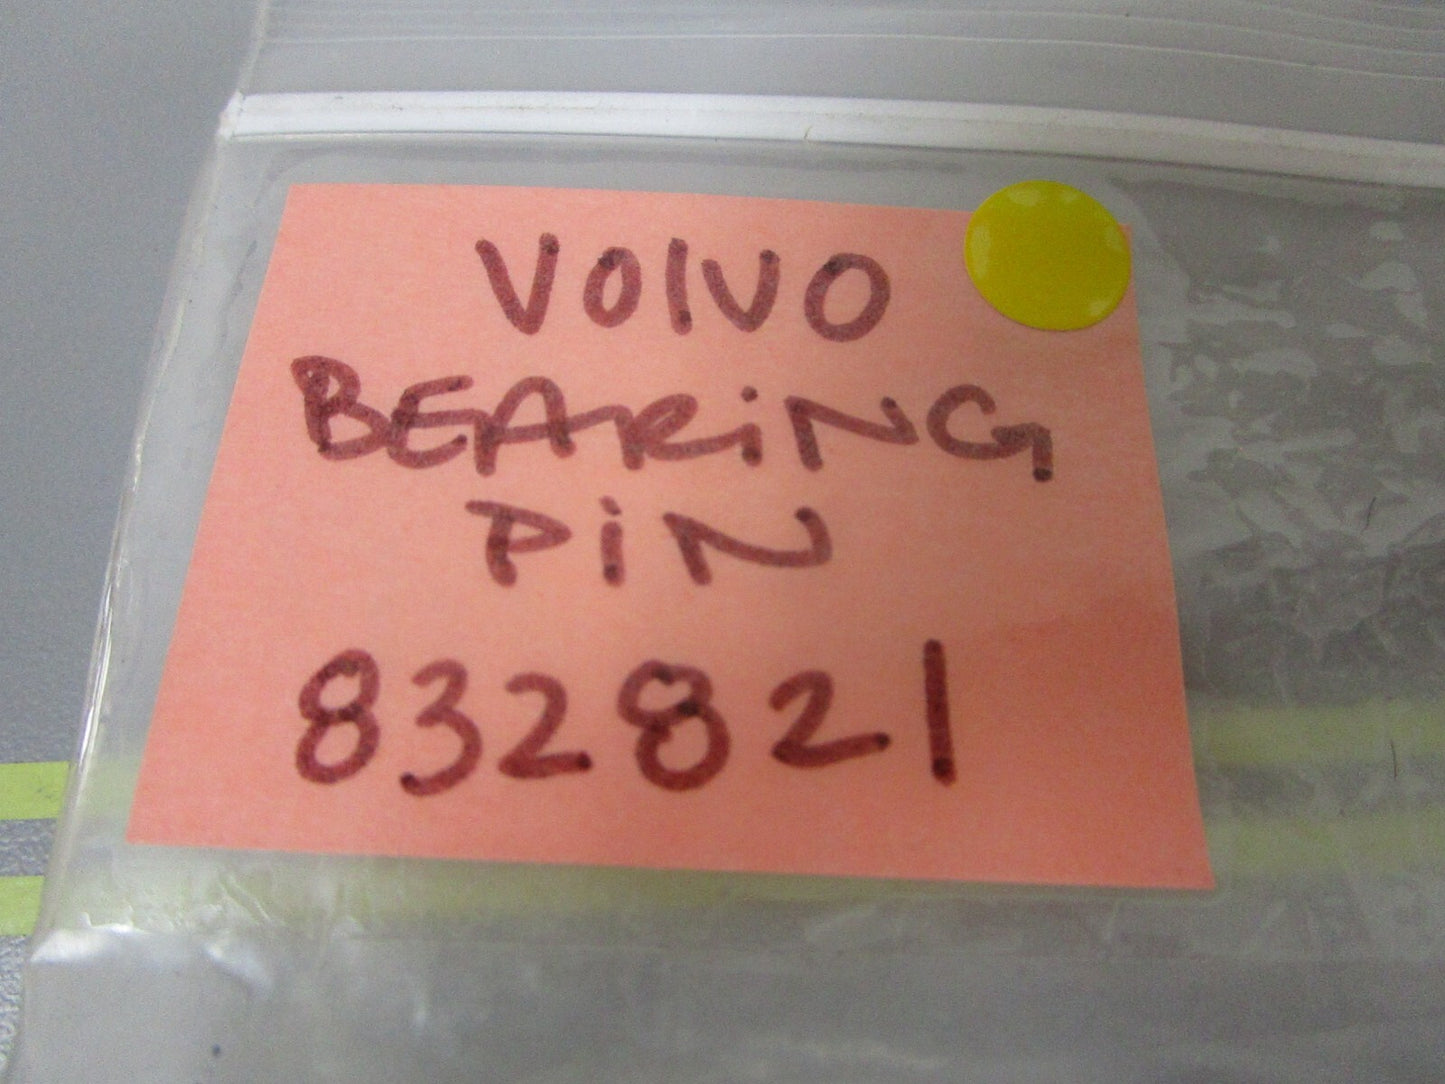 VOLVO
BEARiNG
PiN
832821